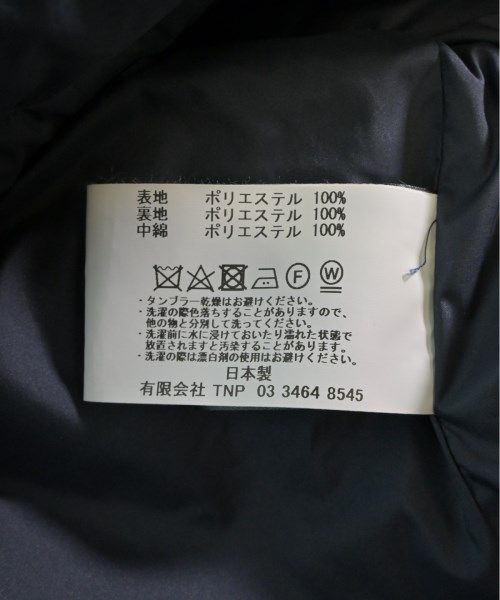 表地 ポリエステル 100%
裏地 ポリエステル 100%
中綿 ポリエステル 100%
F W
・タンブラー乾燥はお避けください。
・洗濯の際色落ちすることがありますので、
他の物と分別して洗ってください。
・洗濯前に水に浸けておいたり濡れた状態で
放置されますと汚染することがあります。
・洗濯の際は漂白剤の使用はお避けください。
日本製
有限会社 TNP 03 3464 8545